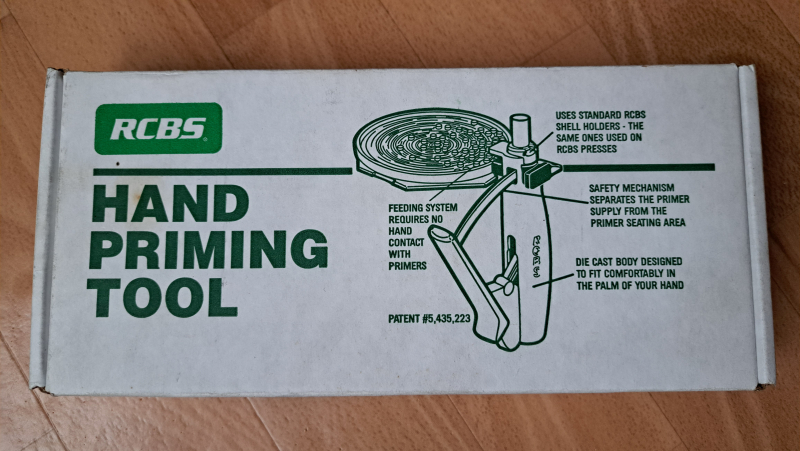 RCBS
HAND
PRIMING
TOOL
USES STANDARD RCBS
SHELL HOLDERS - THE
SAME ONES USED ON
RCBS PRESSES
SAFETY MECHANISM
SEPARATES THE PRIMER
SUPPLY FROM THE
PRIMER SEATING AREA
FEEDING SYSTEM
REQUIRES NO
HAND
CONTACT
WITH
PRIMERS
DIE CAST BODY DESIGNED
TO FIT COMFORTABLY IN
THE PALM OF YOUR HAND
PATENT #5,435,223